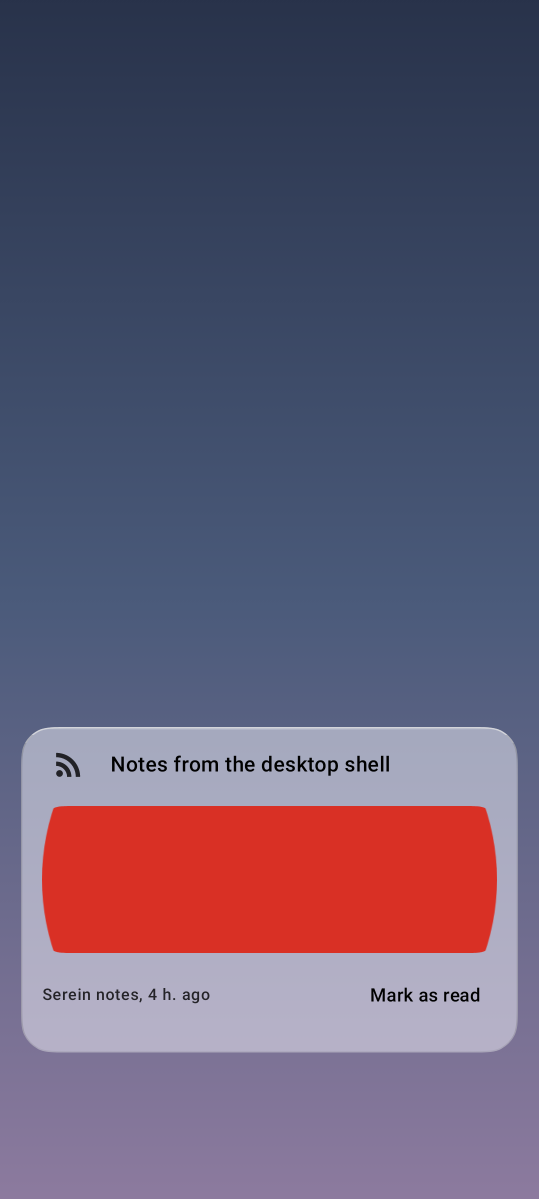 Notes from the desktop shell
Serein notes, 4 h. ago
Mark as read